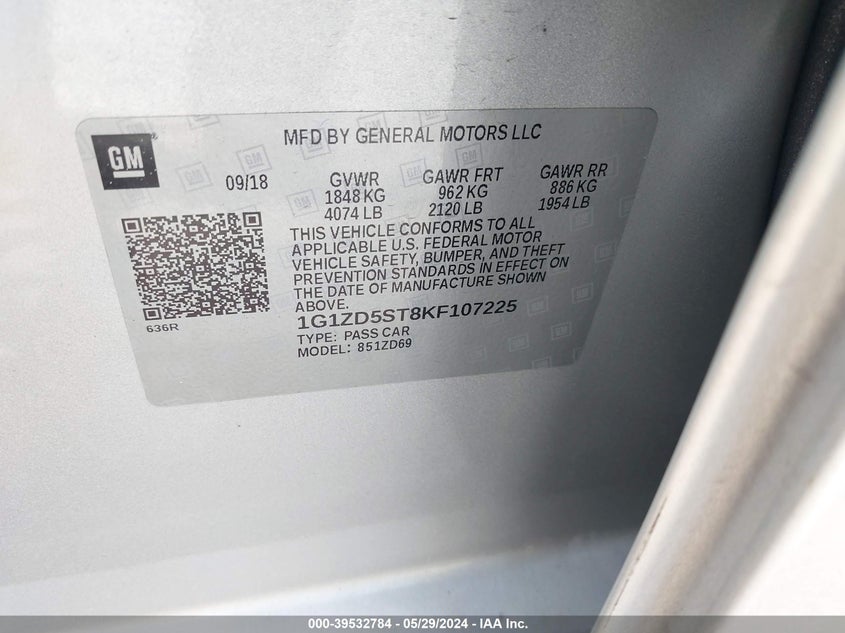 GM
MFD BY GENERAL MOTORS LLC
09/18
GVWR
1848 KG
4074 LB
GAWR FRT
962 KG
2120 LB
GAWR RR
886 KG
1954 LB
THIS VEHICLE CONFORMS TO ALL
APPLICABLE U.S. FEDERAL MOTOR
VEHICLE SAFETY, BUMPER, AND THEFT
PREVENTION STANDARDS IN EFFECT ON
THE DATE OF MANUFACTURE SHOWN
ABOVE.
1G1ZD5ST8KF107225
TYPE: PASS CAR
MODEL: 851ZD69
636R
000-39532784 - 05/29/2024 - IAA Inc.